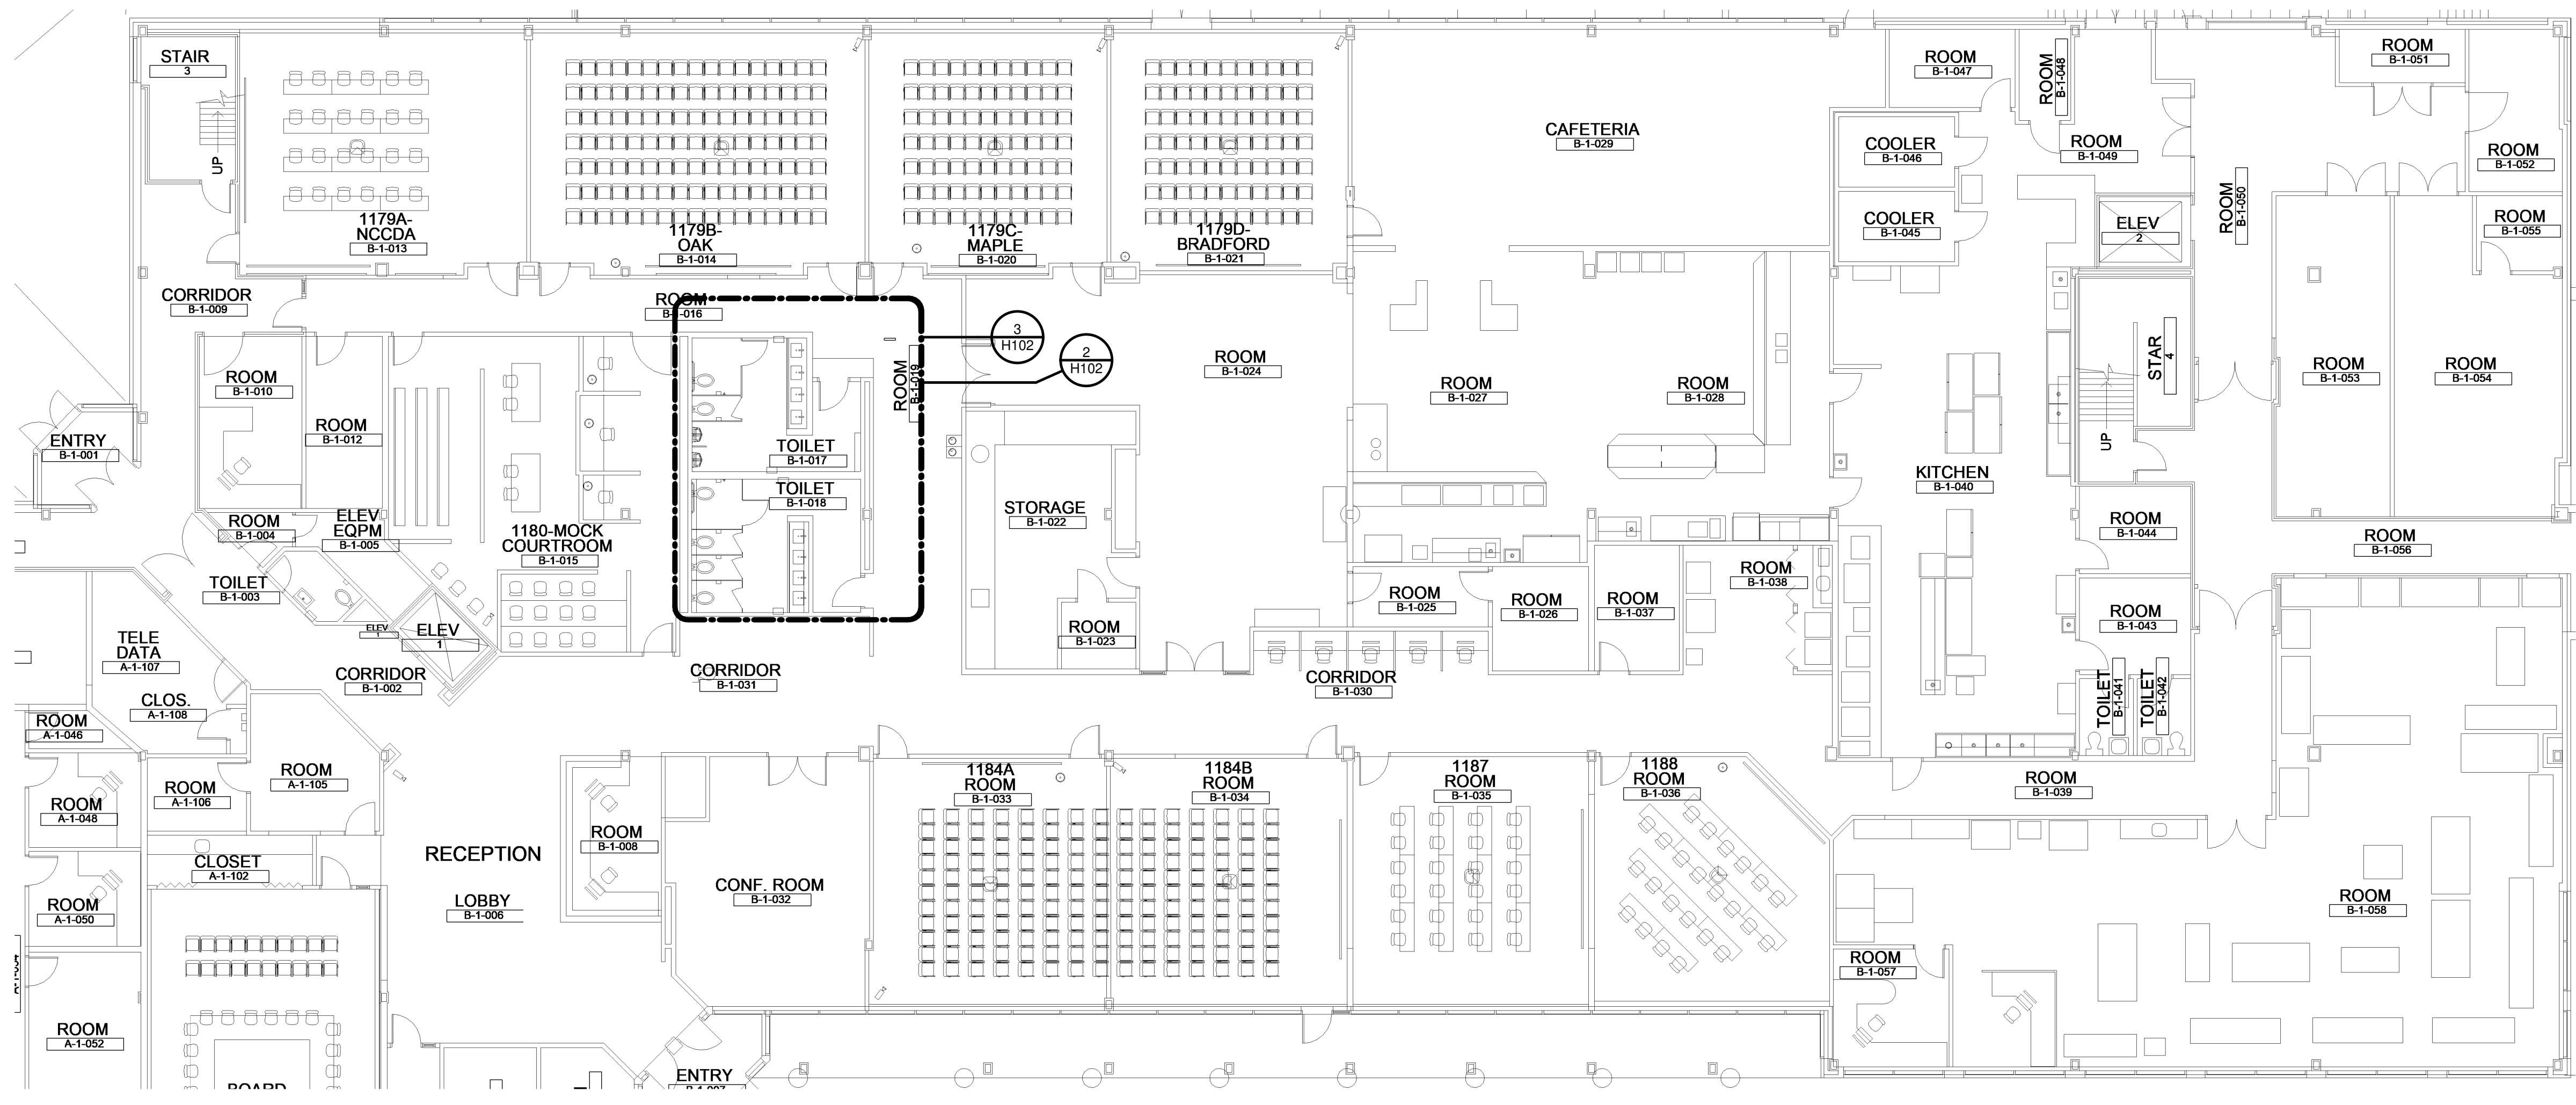 STAIR
3
UP
1179A-
NCCDA
B-1-013
1179B-
OAK
B-1-014
1179C-
MAPLE
B-1-020
1179D-
BRADFORD
B-1-021
CAFETERIA
B-1-029
ROOM
B-1-047
ROOM
B-1-048
ROOM
B-1-049
COOLER
B-1-046
COOLER
B-1-045
ELEV
2
ROOM
B-1-050
ROOM
B-1-051
ROOM
B-1-052
ROOM
B-1-055
CORRIDOR
B-1-009
ROOM
B-1-016
3
H102
2
H102
ROOM
B-1-019
ROOM
B-1-010
ROOM
B-1-012
ENTRY
B-1-001
TOILET
B-1-017
TOILET
B-1-018
ROOM
B-1-024
ROOM
B-1-027
ROOM
B-1-028
STAR
4
UP
ROOM
B-1-053
ROOM
B-1-054
KITCHEN
B-1-040
STORAGE
B-1-022
ROOM
B-1-004
ELEV
EQPM
B-1-005
1180-MOCK
COURTROOM
B-1-015
ROOM
B-1-044
ROOM
B-1-056
TOILET
B-1-003
ROOM
B-1-023
ROOM
B-1-025
ROOM
B-1-026
ROOM
B-1-037
ROOM
B-1-038
ROOM
B-1-043
ELEV
1
ELEV
1
TELE
DATA
A-1-107
CORRIDOR
B-1-002
CORRIDOR
B-1-031
CORRIDOR
B-1-030
TOILET
B-1-041
TOILET
B-1-042
CLOS.
A-1-108
ROOM
A-1-046
ROOM
A-1-105
ROOM
A-1-106
ROOM
A-1-048
1184A
ROOM
B-1-033
1184B
ROOM
B-1-034
1187
ROOM
B-1-035
1188
ROOM
B-1-036
ROOM
B-1-039
ROOM
B-1-008
RECEPTION
CLOSET
A-1-102
CONF. ROOM
B-1-032
LOBBY
B-1-006
ROOM
A-1-050
ROOM
B-1-058
ROOM
B-1-057
ROOM
A-1-052
BOARD
ENTRY
B-1-007